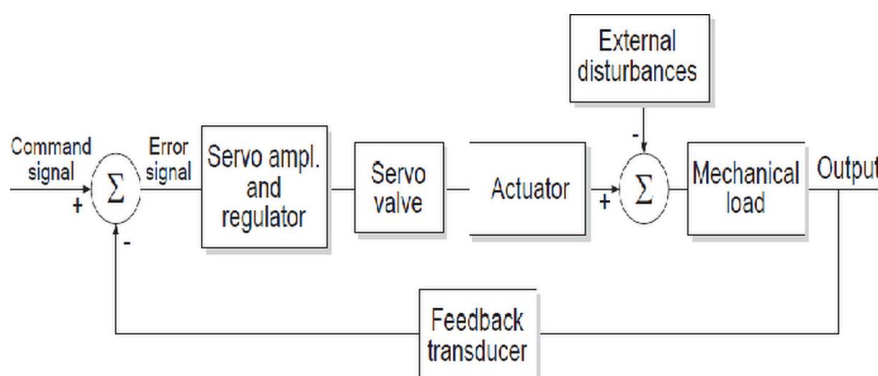 External
disturbances
Command
signal
Error
signal
Servo ampl.
and
regulator
Servo
valve
Actuator
Mechanical
load
Output
+
-
Σ
+
-
Σ
Feedback
transducer